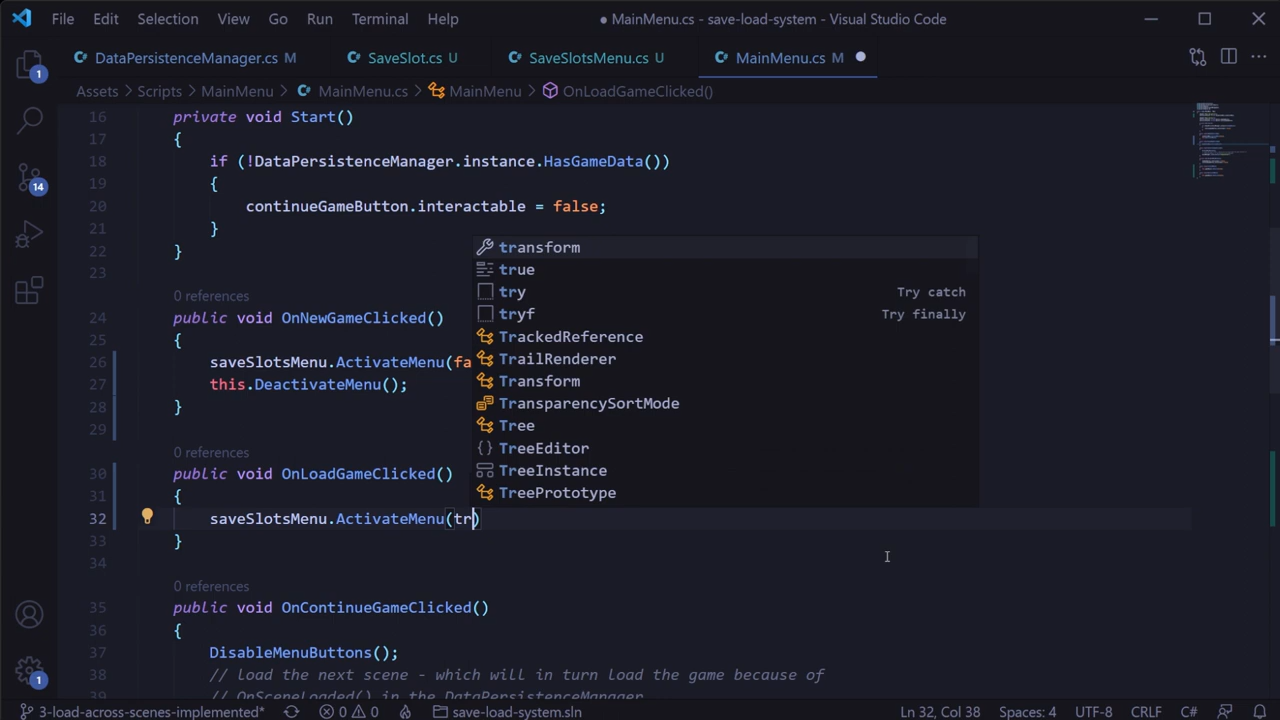 File Edit Selection View Go Run Terminal Help
● MainMenu.cs - save-load-system - Visual Studio Code
DataPersistenceManager.cs M
SaveSlot.cs U
SaveSlotsMenu.cs U
MainMenu.cs M
Assets > Scripts > MainMenu > MainMenu.cs > MainMenu > OnLoadGameClicked()
1
14
1
16 private void Start()
17 {
18 if (!DataPersistenceManager.instance.HasGameData())
19 {
20 continueGameButton.interactable = false;
21 }
22 }
23
0 references
24 public void OnNewGameClicked()
25 {
26 saveSlotsMenu.ActivateMenu(fa
27 this.DeactivateMenu();
28 }
29
0 references
30 public void OnLoadGameClicked()
31 {
32 saveSlotsMenu.ActivateMenu(tr)
33 }
34
0 references
35 public void OnContinueGameClicked()
36 {
37 DisableMenuButtons();
38 // load the next scene - which will in turn load the game because of
39 // OnSceneLoaded() in the DataPersistenceManager
transform
true
try Try catch
tryf Try finally
TrackedReference
TrailRenderer
Transform
TransparencySortMode
Tree
TreeEditor
TreeInstance
TreePrototype
3-load-across-scenes-implemented* 0 0 save-load-system.sln Ln 32, Col 38 Spaces: 4 UTF-8 CRLF C#